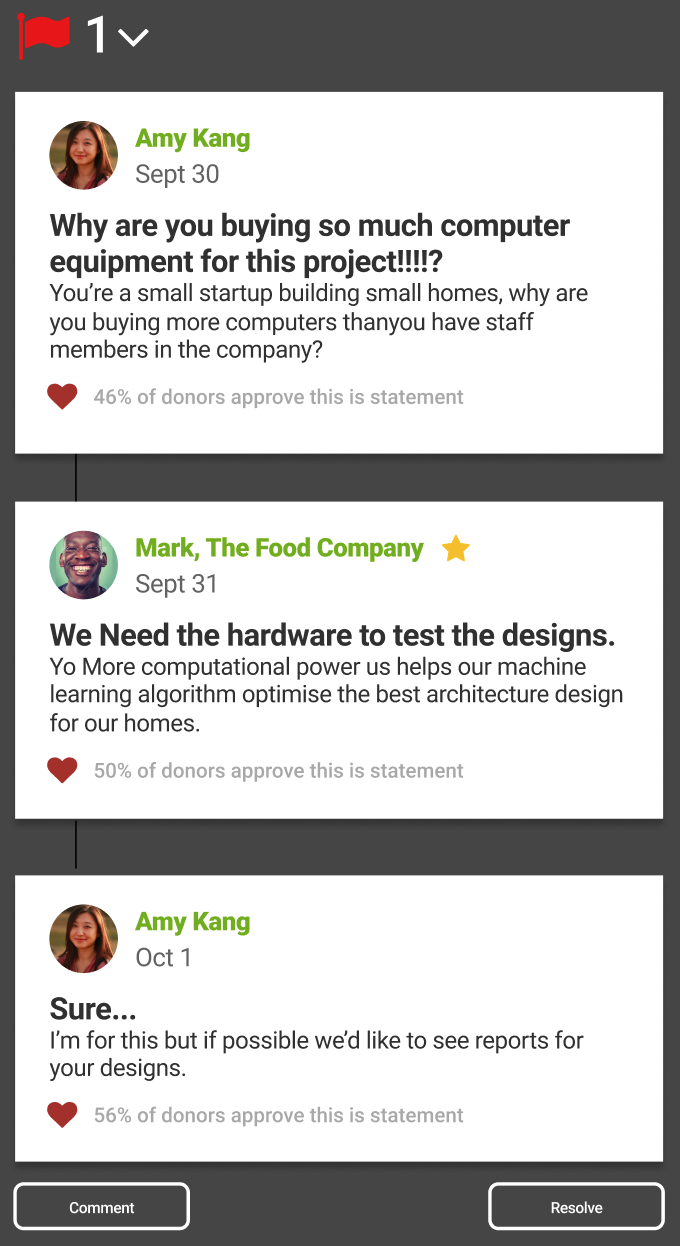 1
Amy Kang
Sept 30
Why are you buying so much computer
equipment for this project!!!!?
You’re a small startup building small homes, why are
you buying more computers thanyou have staff
members in the company?
46% of donors approve this is statement
Mark, The Food Company
Sept 31
We Need the hardware to test the designs.
Yo More computational power us helps our machine
learning algorithm optimise the best architecture design
for our homes.
50% of donors approve this is statement
Amy Kang
Oct 1
Sure...
I’m for this but if possible we’d like to see reports for
your designs.
56% of donors approve this is statement
Comment
Resolve